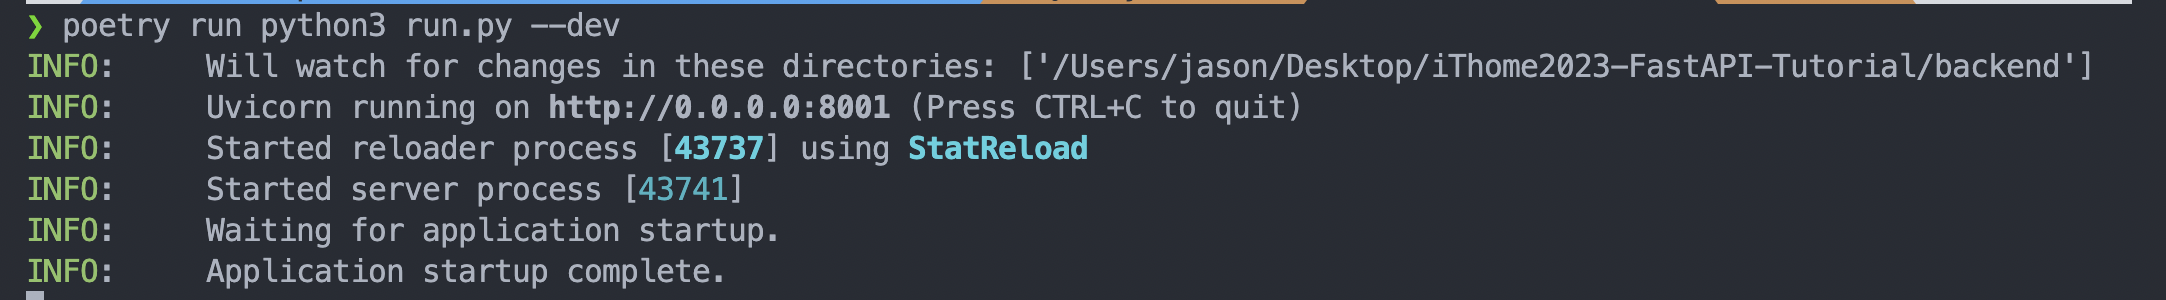 ❯ poetry run python3 run.py --dev
INFO:     Will watch for changes in these directories: ['/Users/jason/Desktop/iThome2023-FastAPI-Tutorial/backend']
INFO:     Uvicorn running on http://0.0.0.0:8001 (Press CTRL+C to quit)
INFO:     Started reloader process [43737] using StatReload
INFO:     Started server process [43741]
INFO:     Waiting for application startup.
INFO:     Application startup complete.